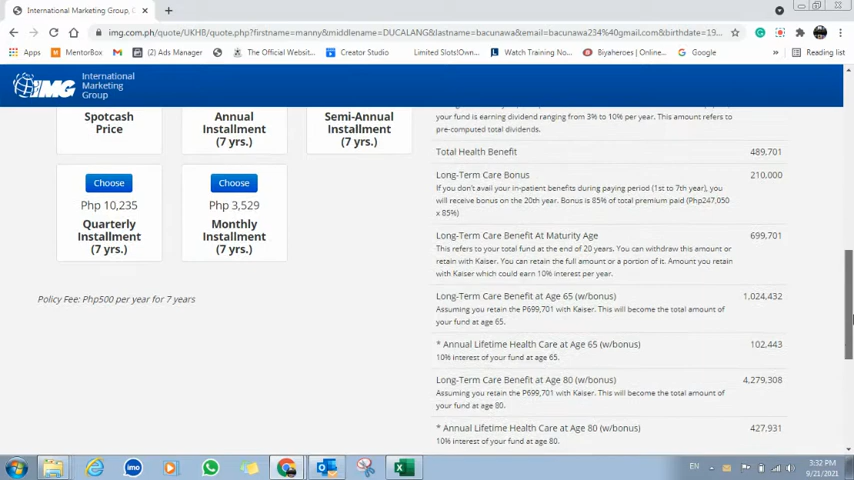 International Marketing Group, C
img.com.ph/quote/UKHB/quote.php?firstname=manny&middlename=DUCALANG&lastname=bacunawa&email=bacunawa234%40gmail.com&birthdate=19...
Apps
MentorBox
Mail
(2) Ads Manager
The Official Website...
Creator Studio
Limited Slots!Own...
Watch Training No...
Biyaheroes | Online...
Google
Reading list
IMG
International
Marketing
Group
Spotcash
Price
Annual
Installment
(7 yrs.)
Semi-Annual
Installment
(7 yrs.)
Choose
Php 10,235
Quarterly
Installment
(7 yrs.)
Choose
Php 3,529
Monthly
Installment
(7 yrs.)
Policy Fee: Php500 per year for 7 years
your fund is earning dividend ranging from 3% to 10% per year. This amount refers to
pre-computed total dividends.
Total Health Benefit 489,701
Long-Term Care Bonus 210,000
If you don't avail your in-patient benefits during paying period (1st to 7th year), you
will receive bonus on the 20th year. Bonus is 85% of total premium paid (Php247,050
x 85%)
Long-Term Care Benefit At Maturity Age 699,701
This refers to your total fund at the end of 20 years. You can withdraw this amount or
retain with Kaiser. You can retain the full amount or a portion of it. Amount you retain
with Kaiser which could earn 10% interest per year.
Long-Term Care Benefit at Age 65 (w/bonus) 1,024,432
Assuming you retain the P699,701 with Kaiser. This will become the total amount of
your fund at age 65.
* Annual Lifetime Health Care at Age 65 (w/bonus) 102,443
10% interest of your fund at age 65.
Long-Term Care Benefit at Age 80 (w/bonus) 4,279,308
Assuming you retain the P699,701 with Kaiser. This will become the total amount of
your fund at age 80.
* Annual Lifetime Health Care at Age 80 (w/bonus) 427,931
10% interest of your fund at age 80.
EN
3:32 PM
9/21/2021